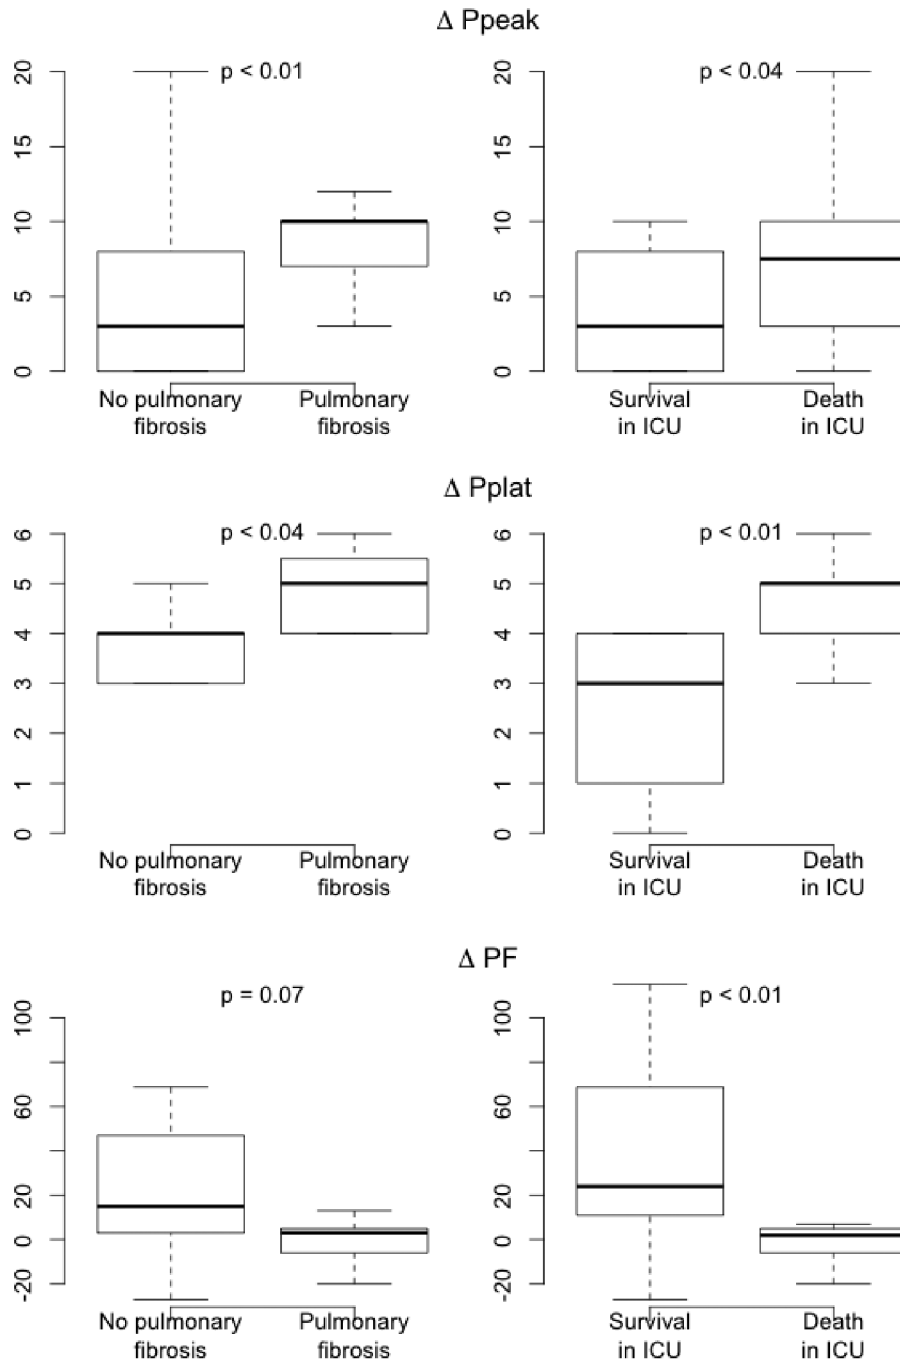 Δ Ppeak
p < 0.01
p < 0.04
20
15
10
5
0
20
15
10
5
0
No pulmonary
fibrosis
Pulmonary
fibrosis
Survival
in ICU
Death
in ICU
Δ Pplat
p < 0.04
p < 0.01
6
5
4
3
2
1
0
6
5
4
3
2
1
0
No pulmonary
fibrosis
Pulmonary
fibrosis
Survival
in ICU
Death
in ICU
Δ PF
p = 0.07
p < 0.01
100
60
20
0
-20
100
60
20
0
-20
No pulmonary
fibrosis
Pulmonary
fibrosis
Survival
in ICU
Death
in ICU